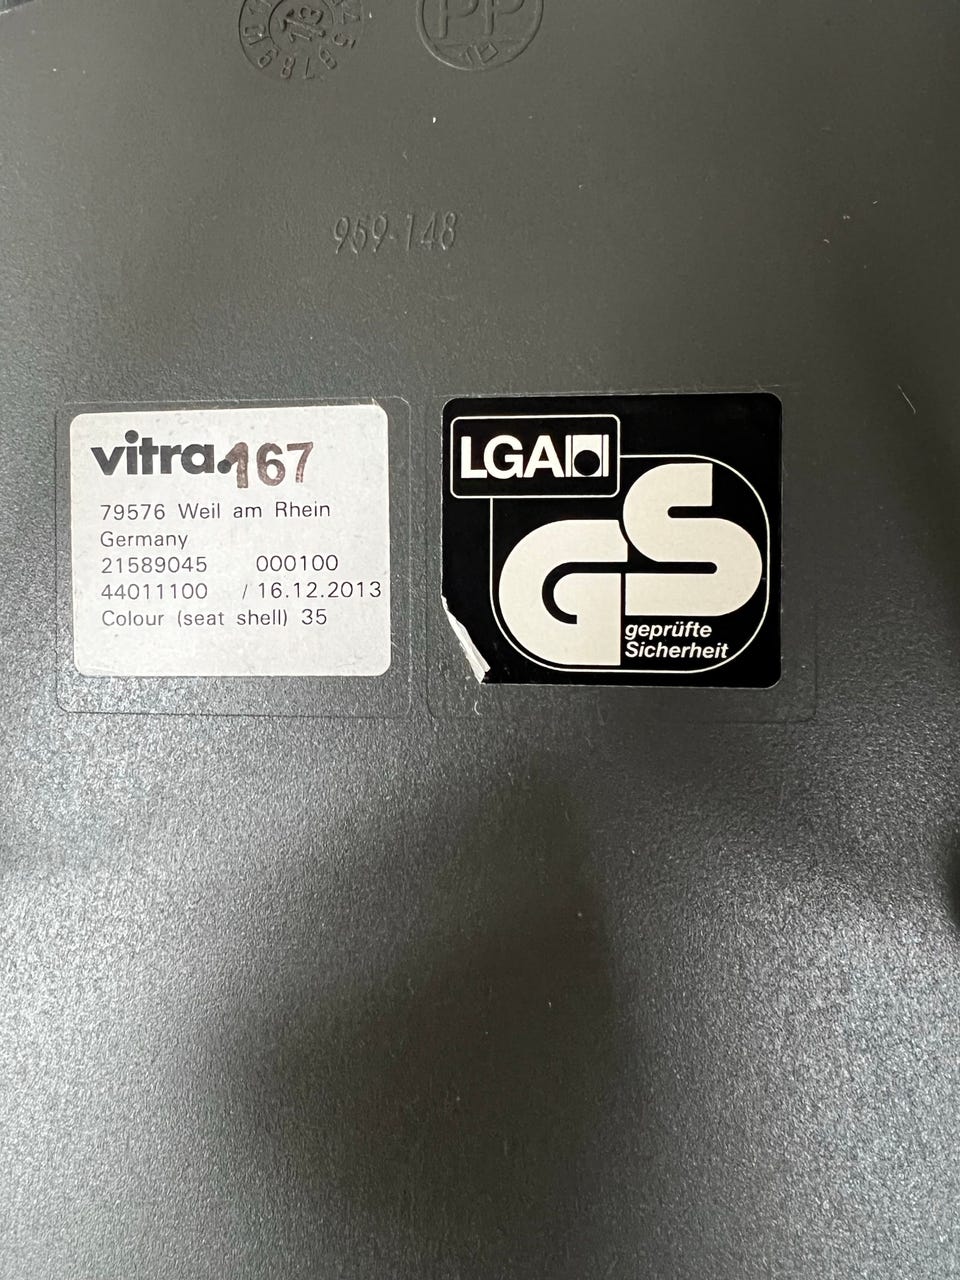 PP
959-148
vitra.167
79576 Weil am Rhein
Germany
21589045 000100
44011100 / 16.12.2013
Colour (seat shell) 35
LGA
GS
geprüfte
Sicherheit